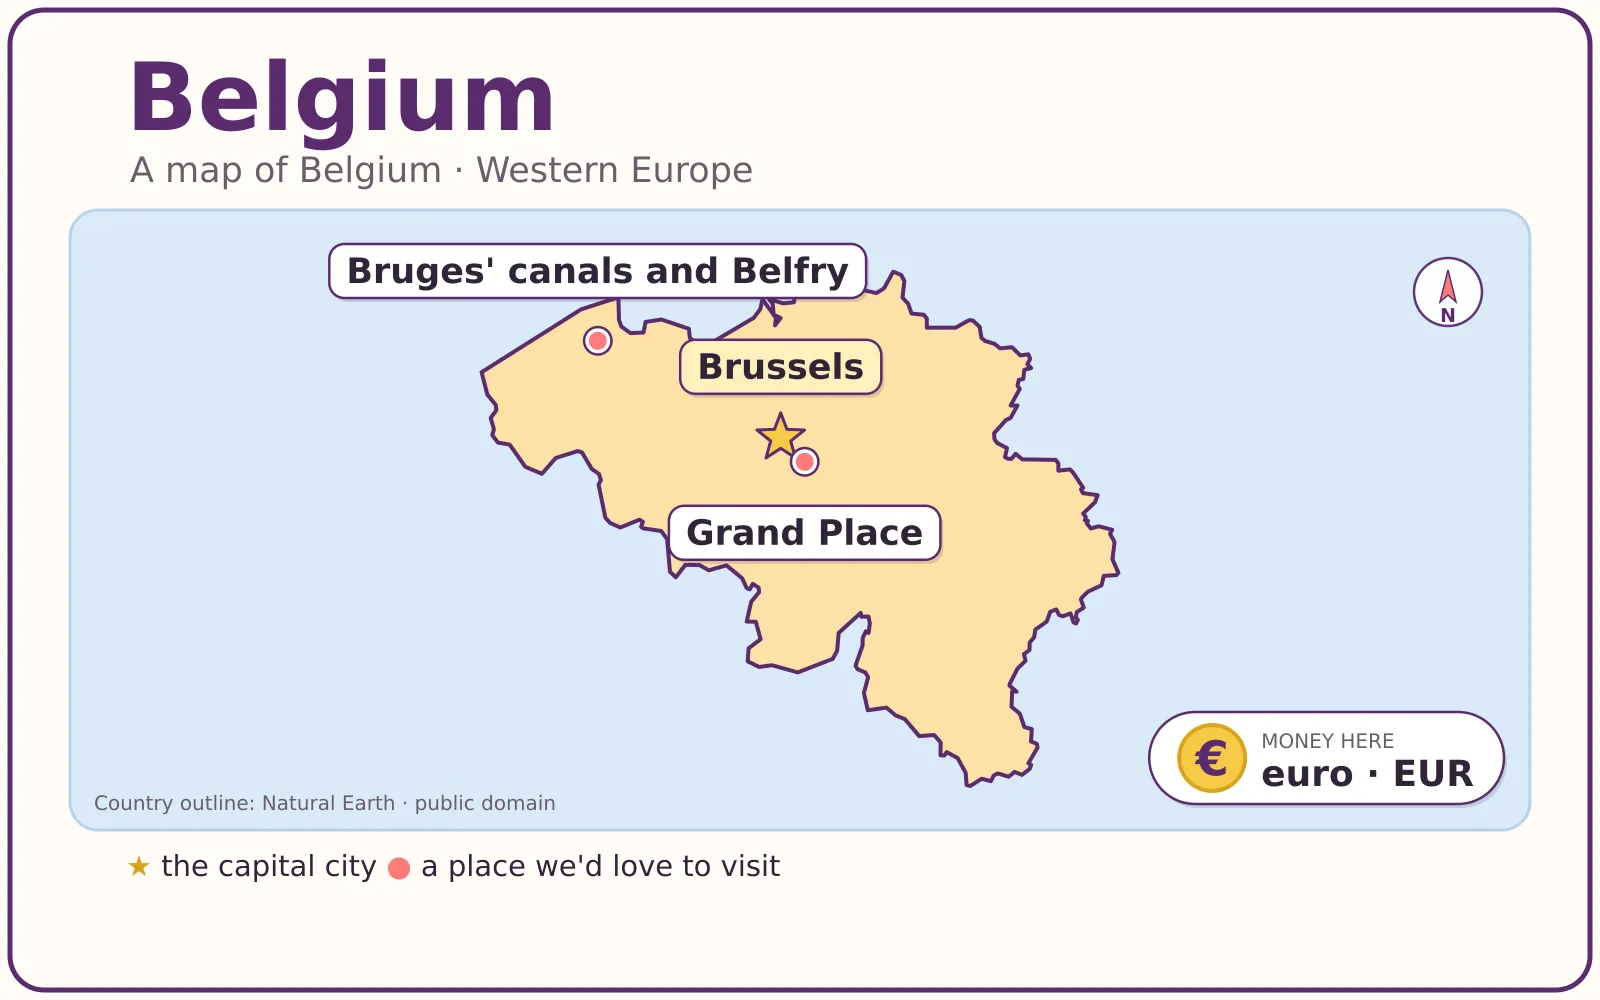 Belgium
A map of Belgium · Western Europe
Bruges' canals and Belfry
N
Brussels
Grand Place
€
MONEY HERE
euro · EUR
Country outline: Natural Earth · public domain
★ the capital city ● a place we'd love to visit